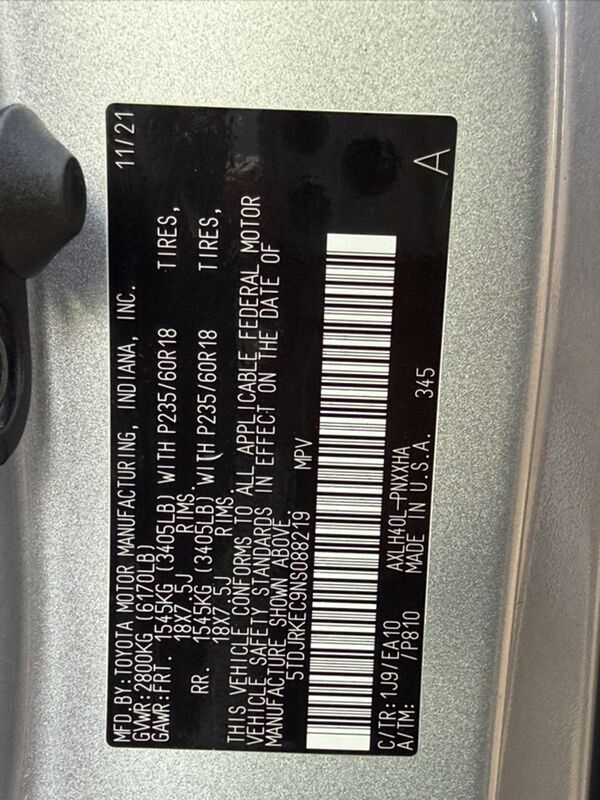 MFD.BY:TOYOTA MOTOR MANUFACTURING, INDIANA, INC. 11/21
GVWR:2800KG (6170LB)
GAWR:FRT. 1545KG (3405LB) WITH P235/60R18 TIRES,
18X7.5J RIMS.
RR. 1545KG (3405LB) WITH P235/60R18 TIRES,
18X7.5J RIMS.
THIS VEHICLE CONFORMS TO ALL APPLICABLE FEDERAL MOTOR
VEHICLE SAFETY STANDARDS IN EFFECT ON THE DATE OF
MANUFACTURE SHOWN ABOVE.
5TDJRKEC9NS088219 MPV
C/TR:1J9/EA10 AXLH40L-PNXXHA
A/TM: /P810 MADE IN U.S.A. 345
A